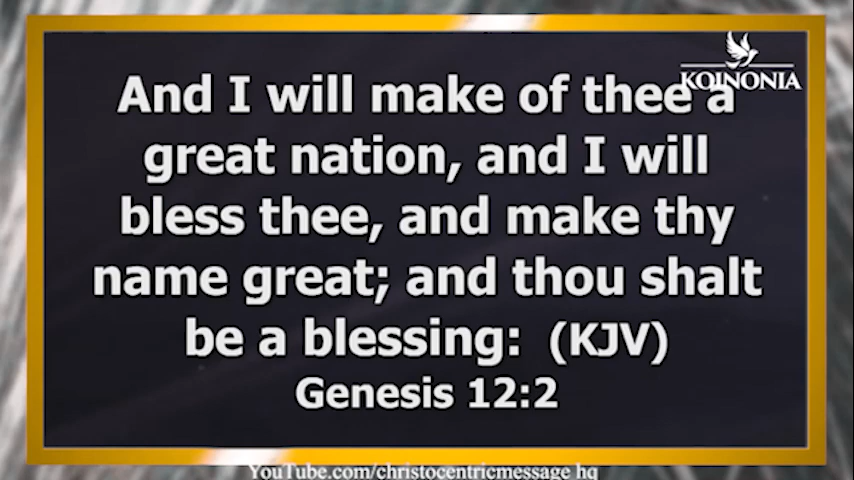 KOINONIA
And I will make of thee a
great nation, and I will
bless thee, and make thy
name great; and thou shalt
be a blessing: (KJV)
Genesis 12:2
YouTube.com/christocentricmessage hq